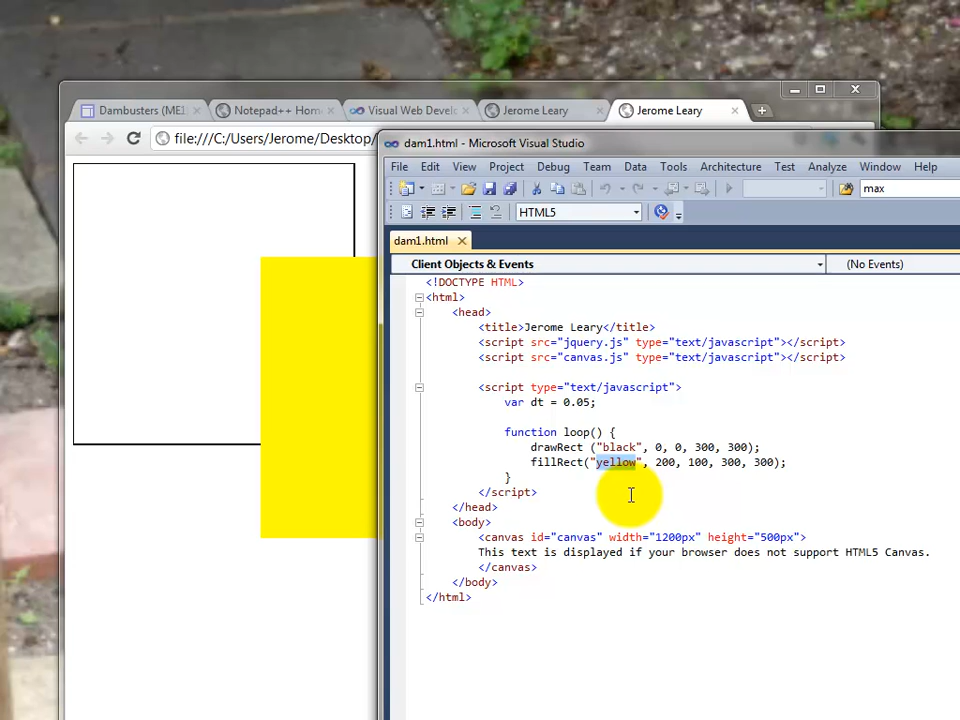 Dambusters (ME1
Notepad++ Hom
Visual Web Devel
Jerome Leary
Jerome Leary
file:///C:/Users/Jerome/Desktop/
dam1.html - Microsoft Visual Studio
File Edit View Project Debug Team Data Tools Architecture Test Analyze Window Help
max
HTML5
dam1.html
Client Objects & Events
(No Events)
<!DOCTYPE HTML>
<html>
<head>
<title>Jerome Leary</title>
<script src="jquery.js" type="text/javascript"></script>
<script src="canvas.js" type="text/javascript"></script>
<script type="text/javascript">
var dt = 0.05;
function loop() {
drawRect ("black", 0, 0, 300, 300);
fillRect("yellow", 200, 100, 300, 300);
}
</script>
</head>
<body>
<canvas id="canvas" width="1200px" height="500px">
This text is displayed if your browser does not support HTML5 Canvas.
</canvas>
</body>
</html>